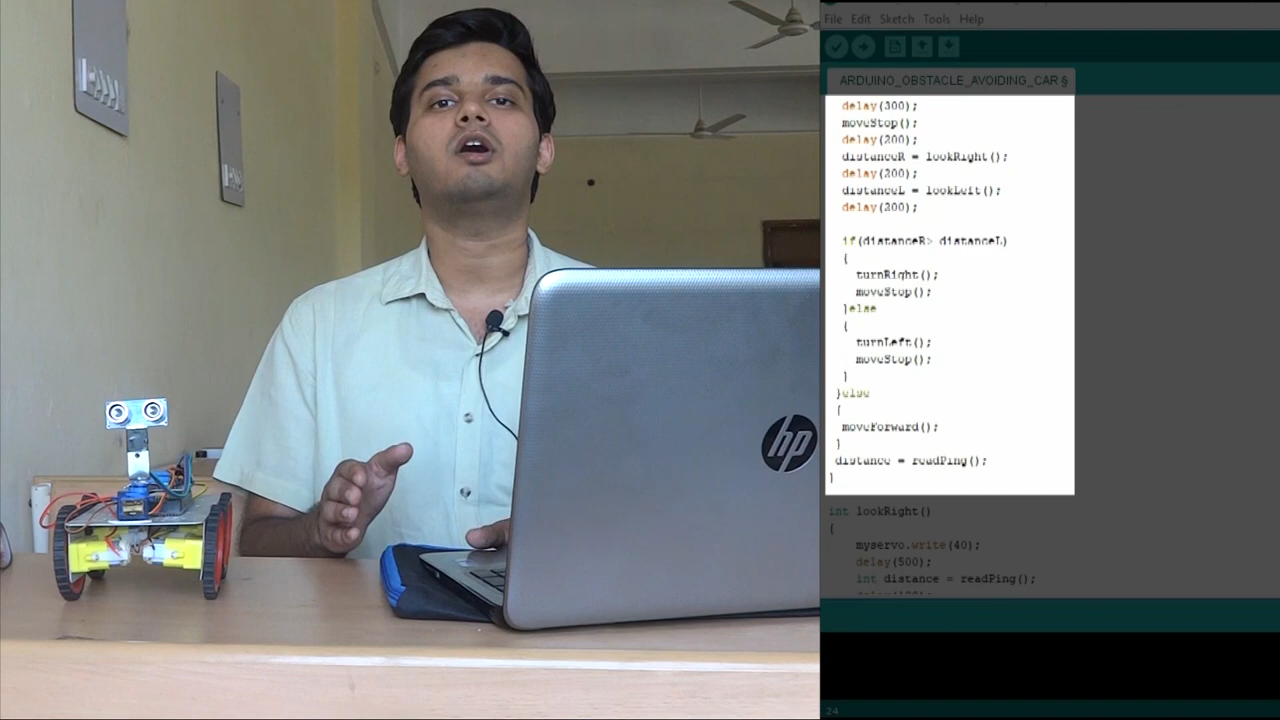 File Edit Sketch Tools Help
ARDUINO_OBSTACLE_AVOIDING_CAR §
delay(300);
moveStop();
delay(200);
distanceR = lookRight();
delay(200);
distanceL = lookLeft();
delay(200);
if(distanceR> distanceL)
{
turnRight();
moveStop();
}else
{
turnLeft();
moveStop();
}
}else
{
moveForward();
}
distance = readPing();
}
int lookRight()
{
myservo.write(40);
delay(500);
int distance = readPing();
24
hp